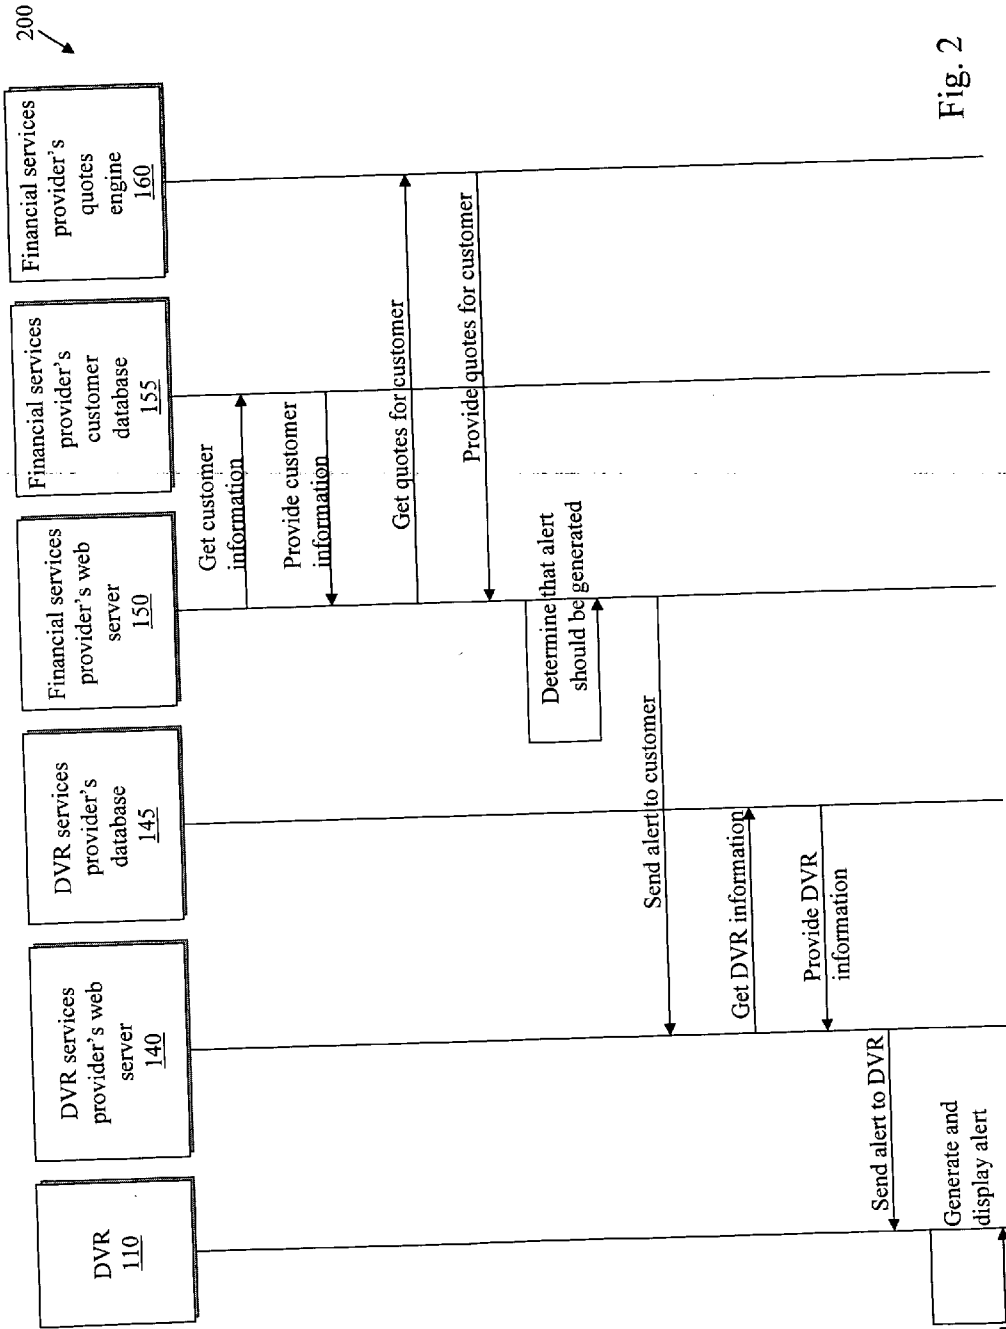 200
DVR
110
DVR services
provider's web
server
140
DVR services
provider's
database
145
Financial services
provider's web
server
150
Financial services
provider's
customer
database
155
Financial services
provider's
quotes
engine
160
Get customer
information
Provide customer
information
Get quotes for customer
Provide quotes for customer
Determine that alert
should be generated
Send alert to customer
Get DVR information
Provide DVR
information
Send alert to DVR
Generate and
display alert
Fig. 2